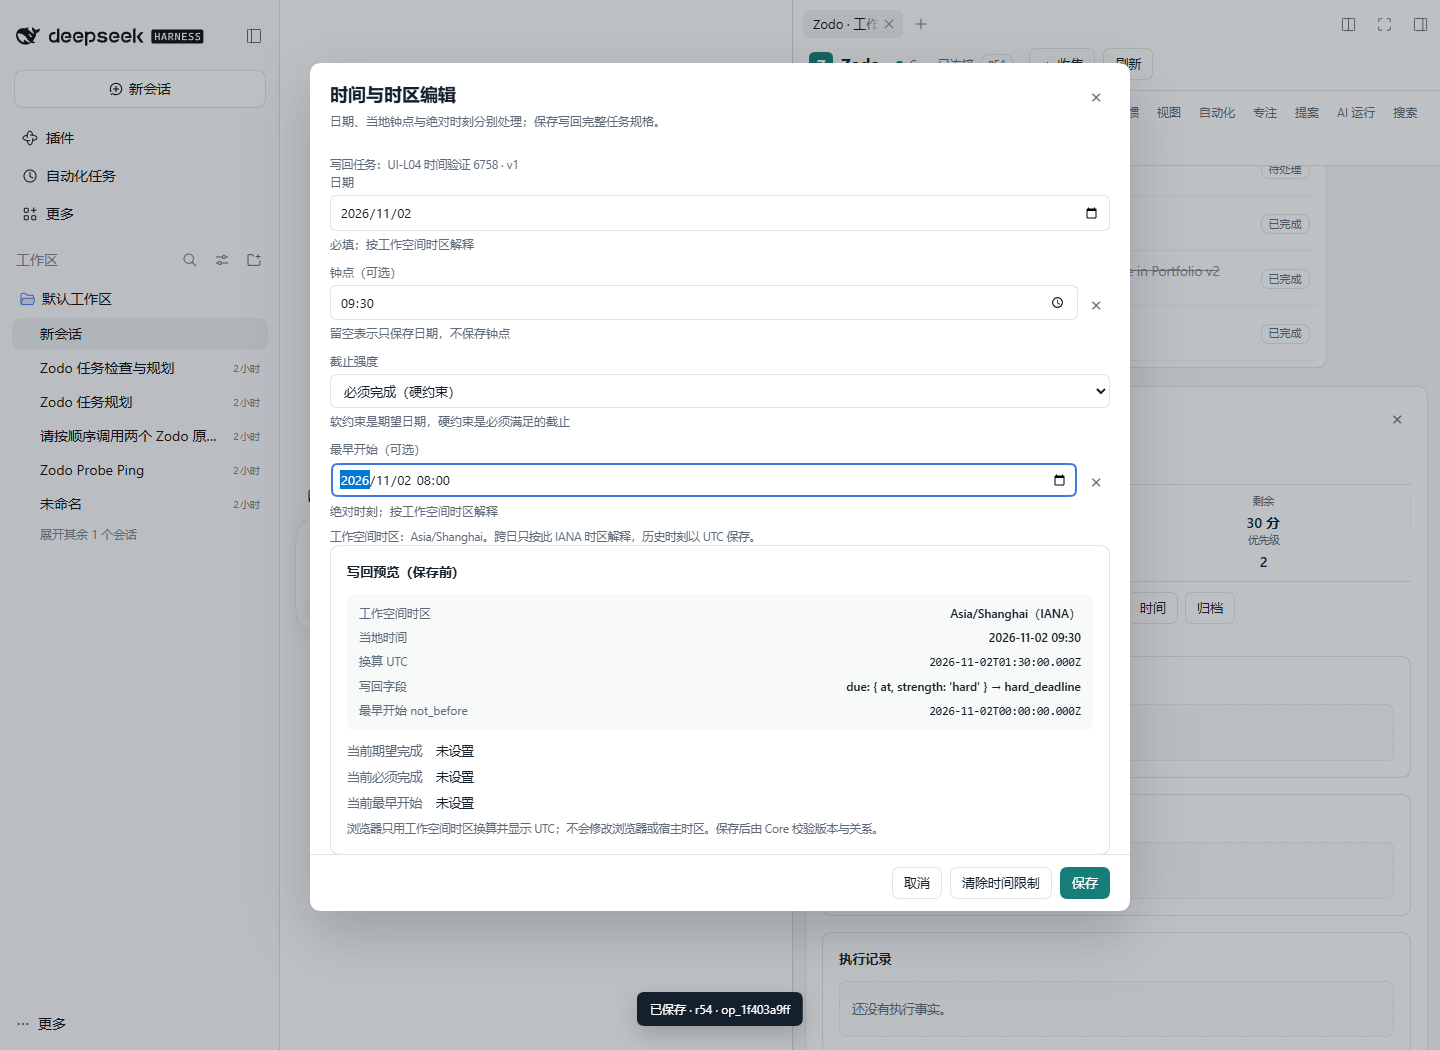 deepseek HARNESS
新会话
插件
自动化任务
更多
工作区
默认工作区
新会话
Zodo 任务检查与规划 2小时
Zodo 任务规划 2小时
请按顺序调用两个 Zodo 原... 2小时
Zodo Probe Ping 2小时
未命名 2小时
展开其余 1 个会话
··· 更多
Zodo · 工作
刷新
视图
自动化
专注
提案
AI 运行
搜索
待处理
已完成
e in Portfolio v2
已完成
已完成
剩余
30 分
优先级
2
时间
归档
执行记录
还没有执行事实。
时间与时区编辑
日期、当地钟点与绝对时刻分别处理；保存写回完整任务规格。
写回任务：UI-L04 时间验证 6758 · v1
日期
2026/11/02
必填；按工作空间时区解释
钟点（可选）
09:30
留空表示只保存日期，不保存钟点
截止强度
必须完成（硬约束）
软约束是期望日期，硬约束是必须满足的截止
最早开始（可选）
2026/11/02 08:00
绝对时刻；按工作空间时区解释
工作空间时区：Asia/Shanghai。跨日只按此 IANA 时区解释，历史时刻以 UTC 保存。
写回预览（保存前）
工作空间时区 Asia/Shanghai（IANA）
当地时间 2026-11-02 09:30
换算 UTC 2026-11-02T01:30:00.000Z
写回字段 due: { at, strength: 'hard' } → hard_deadline
最早开始 not_before 2026-11-02T00:00:00.000Z
当前期望完成 未设置
当前必须完成 未设置
当前最早开始 未设置
浏览器只用工作空间时区换算并显示 UTC；不会修改浏览器或宿主时区。保存后由 Core 校验版本与关系。
取消
清除时间限制
保存
已保存 · r54 · op_1f403a9ff